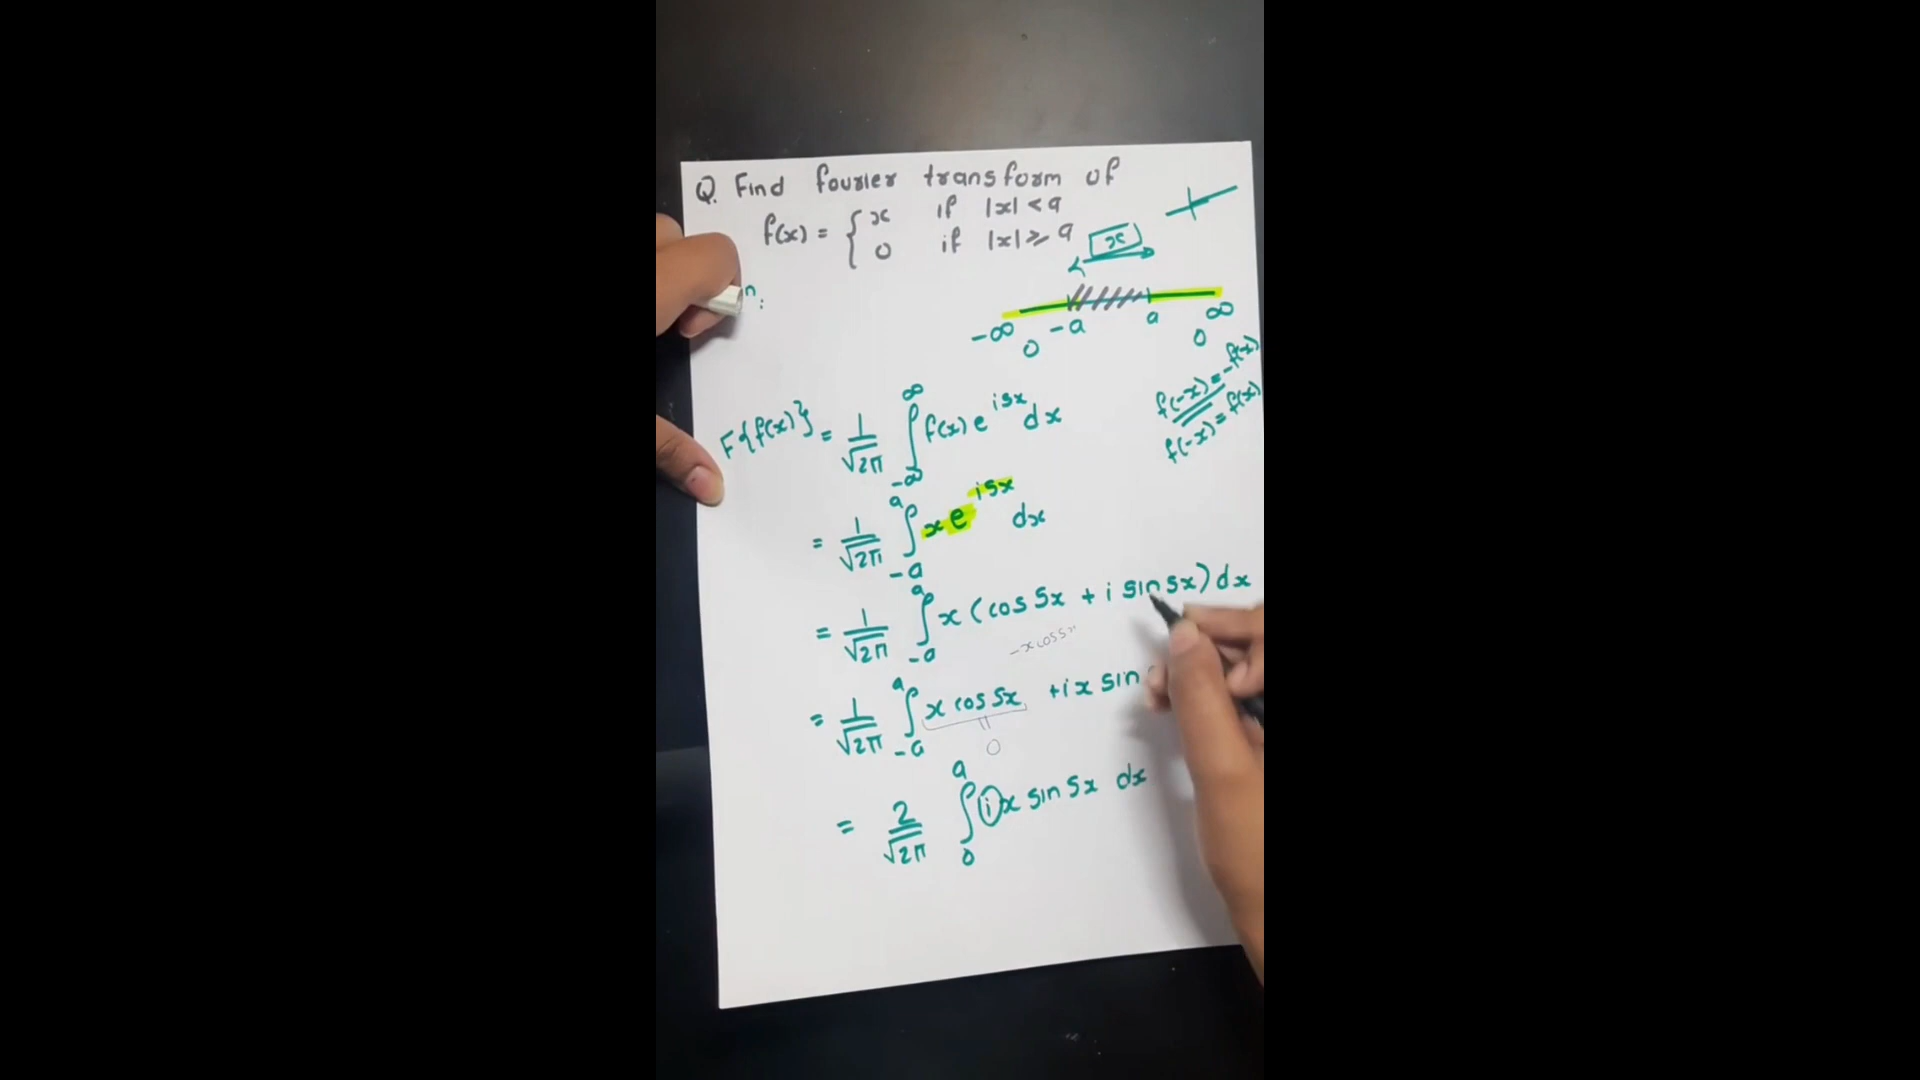 Q. Find fourier transform of
f(x) = { x if |x| < a
0 if |x| ≥ a
x
n:
-∞ -a a ∞
0 0
f(-x) = -f(x)
f(-x) = f(x)
F{f(x)} = 1/√2π ∫_{-∞}^{∞} f(x) e^{isx} dx
= 1/√2π ∫_{-a}^{a} x e^{isx} dx
= 1/√2π ∫_{-a}^{a} x (cos sx + i sin sx) dx
-x cos sx
= 1/√2π ∫_{-a}^{a} x cos sx + i x sin
=
0
= 2/√2π ∫_{0}^{a} i x sin sx dx